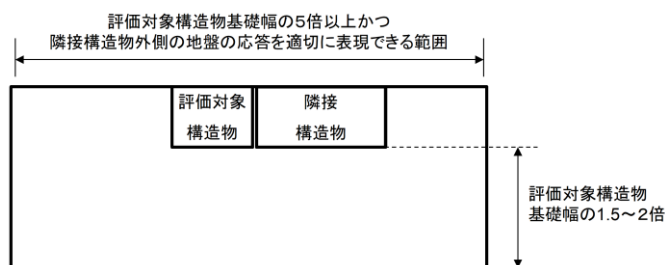 評価対象構造物基礎幅の5倍以上かつ
隣接構造物外側の地盤の応答を適切に表現できる範囲
評価対象
構造物
隣接
構造物
評価対象構造物
基礎幅の1.5～2倍